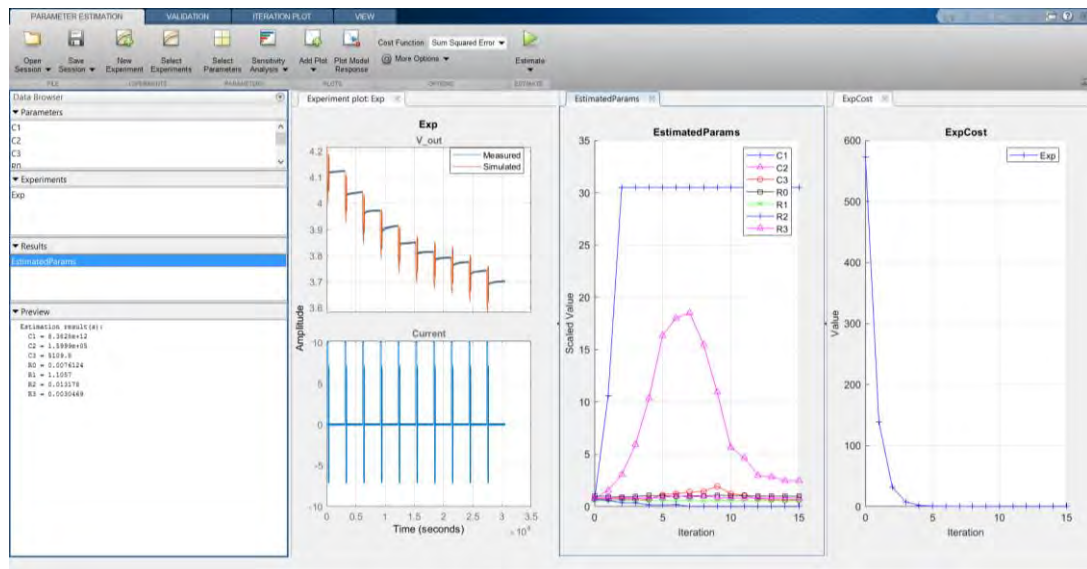 PARAMETER ESTIMATION VALIDATION ITERATION PLOT VIEW
Open Session Save Session New Experiment Select Experiments Select Parameters Sensitivity Analysis Add Plot Plot Model Response Cost Function Sum Squared Error More Options Estimate
FILE EXPERIMENTS PARAMETERS PLOTS OPTIONS ESTIMATE
Data Browser
Parameters
C1
C2
C3
R0
Experiments
Exp
Results
EstimatedParams
Preview
Estimation result(s):
C1 = 8.3628e+12
C2 = 1.5899e+05
C3 = 9109.8
R0 = 0.0076124
R1 = 1.1057
R2 = 0.013178
R3 = 0.0030469
Experiment plot: Exp
Exp
V_out
Measured
Simulated
4.2
4.1
4
3.9
3.8
3.7
3.6
Amplitude
Current
10
5
0
-5
-10
0 0.5 1 1.5 2 2.5 3 3.5
Time (seconds)
EstimatedParams
EstimatedParams
C1
C2
C3
R0
R1
R2
R3
35
30
25
20
15
10
5
0
Scaled Value
0 5 10 15
Iteration
ExpCost
ExpCost
Exp
600
500
400
300
200
100
0
Value
0 5 10 15
Iteration